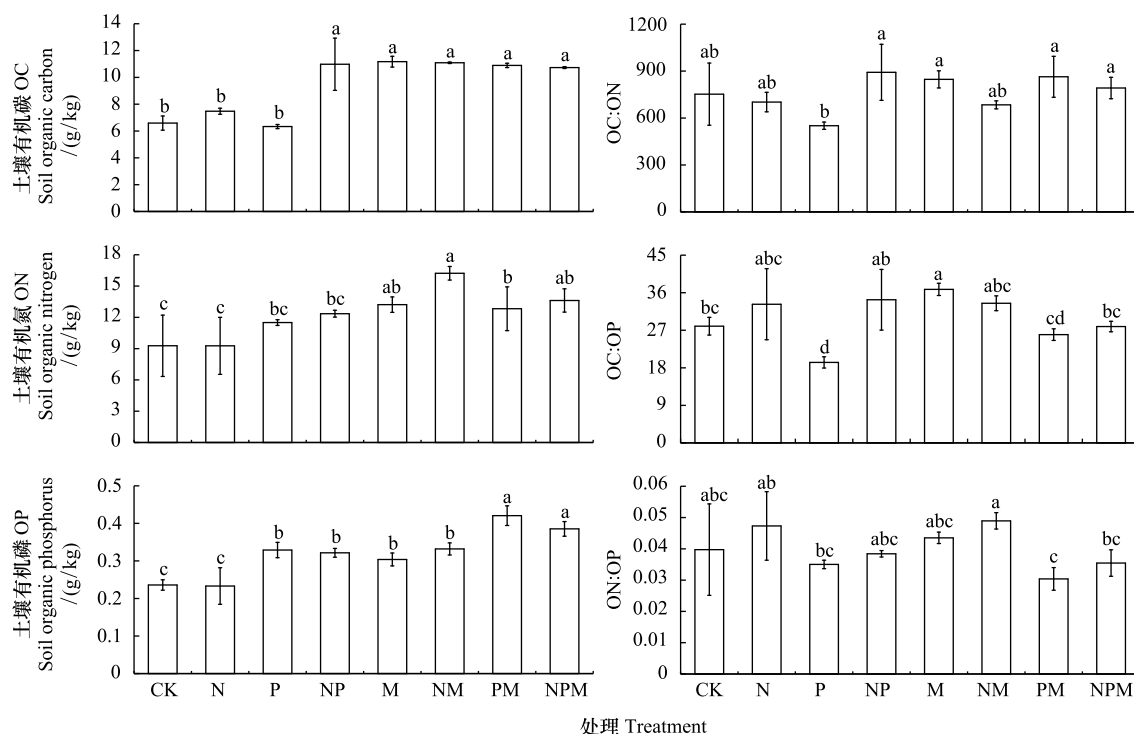 土壤有机碳 OC
Soil organic carbon
/(g/kg)
14
12
10
8
6
4
2
0
b
b
b
a
a
a
a
a
OC:ON
1200
900
600
300
0
ab
ab
b
a
a
ab
a
a
土壤有机氮 ON
Soil organic nitrogen
/(g/kg)
18
15
12
9
6
3
0
c
c
bc
bc
ab
a
b
ab
OC:OP
45
36
27
18
9
0
bc
abc
d
ab
a
abc
cd
bc
土壤有机磷 OP
Soil organic phosphorus
/(g/kg)
0.5
0.4
0.3
0.2
0.1
0
c
c
b
b
b
b
a
a
CK N P NP M NM PM NPM
ON:OP
0.06
0.05
0.04
0.03
0.02
0.01
0
abc
ab
bc
abc
abc
a
c
bc
CK N P NP M NM PM NPM
处理 Treatment